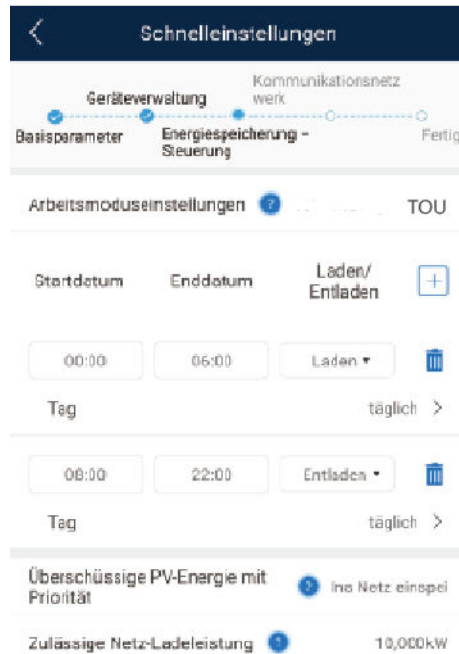 Schnelleinstellungen
Kommunikationsnetz
Geräteverwaltung werk
Basisparameter Energiespeicherung – Fertig
Steuerung
Arbeitsmoduseinstellungen ? TOU
Startdatum Enddatum Laden/
Entladen
00:00 06:00 Laden
Tag täglich >
08:00 22:00 Entladen
Tag täglich >
Überschüssige PV-Energie mit
Priorität Ins Netz einspei
Zulässige Netz-Ladeleistung 10,000kW